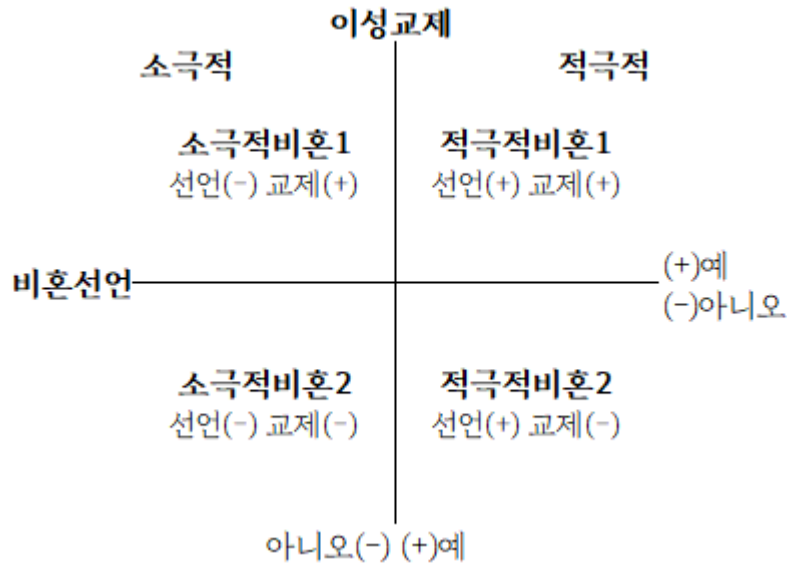 이성교제
소극적 적극적
소극적비혼1 적극적비혼1
선언(-) 교제(+) 선언(+) 교제(+)
비혼선언 (+)예
(-)아니오
소극적비혼2 적극적비혼2
선언(-) 교제(-) 선언(+) 교제(-)
아니오(-) (+)예